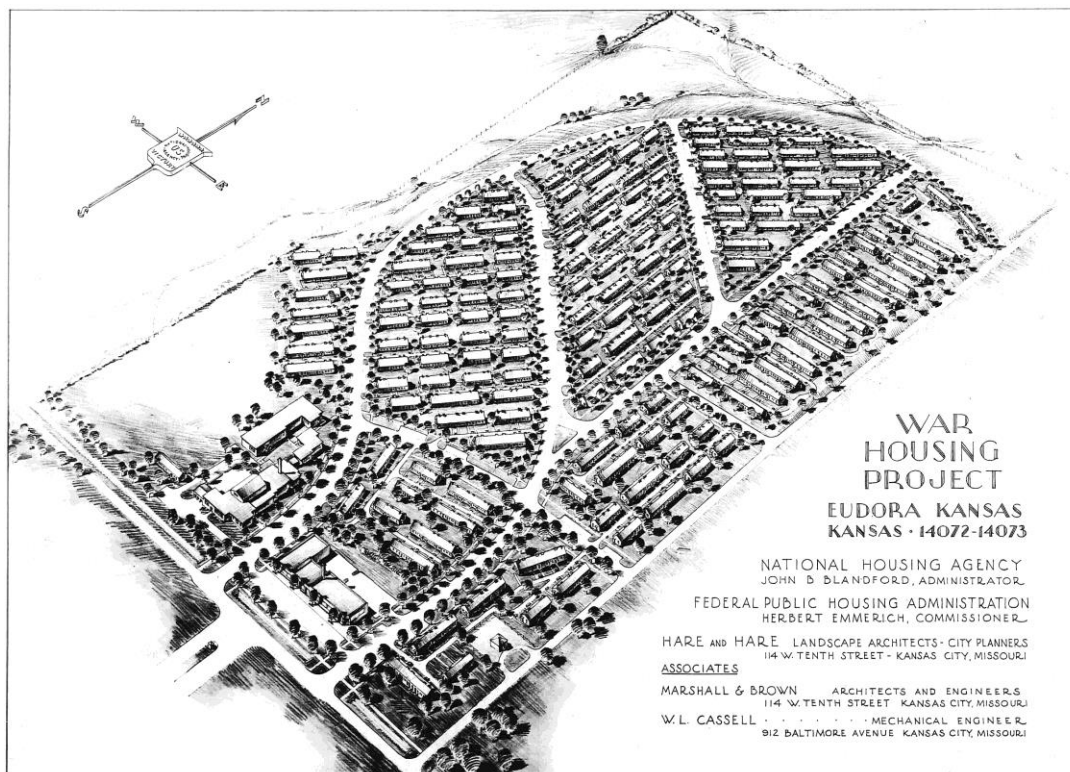 WAR
HOUSING
PROJECT
EUDORA KANSAS
KANSAS · 14072-14073
NATIONAL HOUSING AGENCY
JOHN B BLANDFORD, ADMINISTRATOR
FEDERAL PUBLIC HOUSING ADMINISTRATION
HERBERT EMMERICH, COMMISSIONER
HARE AND HARE LANDSCAPE ARCHITECTS - CITY PLANNERS
114 W. TENTH STREET - KANSAS CITY, MISSOURI
ASSOCIATES
MARSHALL & BROWN ARCHITECTS AND ENGINEERS
114 W. TENTH STREET KANSAS CITY, MISSOURI
W. L. CASSELL · · · · · · · MECHANICAL ENGINEER
912 BALTIMORE AVENUE KANSAS CITY, MISSOURI